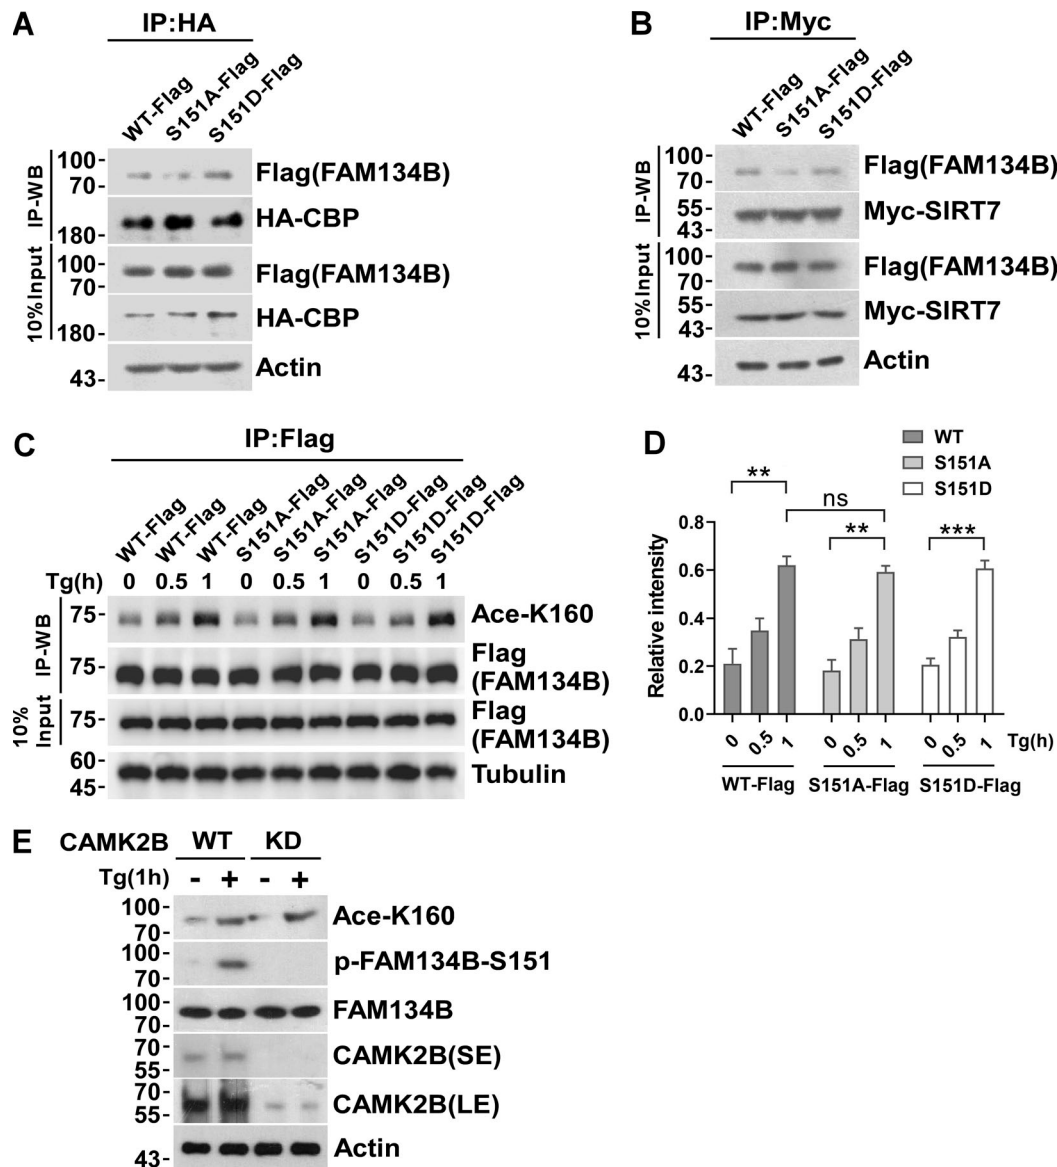 A
IP:HA
WT-Flag
S151A-Flag
S151D-Flag
IP-WB
100-
70-
Flag(FAM134B)
HA-CBP
180-
10%Input
100-
70-
Flag(FAM134B)
HA-CBP
180-
Actin
43-
B
IP:Myc
WT-Flag
S151A-Flag
S151D-Flag
IP-WB
100-
70-
Flag(FAM134B)
55-
43-
Myc-SIRT7
10%Input
100-
70-
Flag(FAM134B)
55-
43-
Myc-SIRT7
Actin
43-
C
IP:Flag
WT-Flag
WT-Flag
WT-Flag
S151A-Flag
S151A-Flag
S151A-Flag
S151D-Flag
S151D-Flag
S151D-Flag
Tg(h) 0 0.5 1 0 0.5 1 0 0.5 1
IP-WB
75-
Ace-K160
75-
Flag
(FAM134B)
10%
Input
75-
Flag
(FAM134B)
60-
45-
Tubulin
D
WT
S151A
S151D
**
ns
**
***
Relative intensity
0.8
0.6
0.4
0.2
0.0
0 0.5 1 0 0.5 1 0 0.5 1 Tg(h)
WT-Flag S151A-Flag S151D-Flag
E
CAMK2B WT KD
Tg(1h) - + - +
100-
70-
Ace-K160
100-
70-
p-FAM134B-S151
100-
70-
FAM134B
70-
55-
CAMK2B(SE)
70-
55-
CAMK2B(LE)
Actin
43-